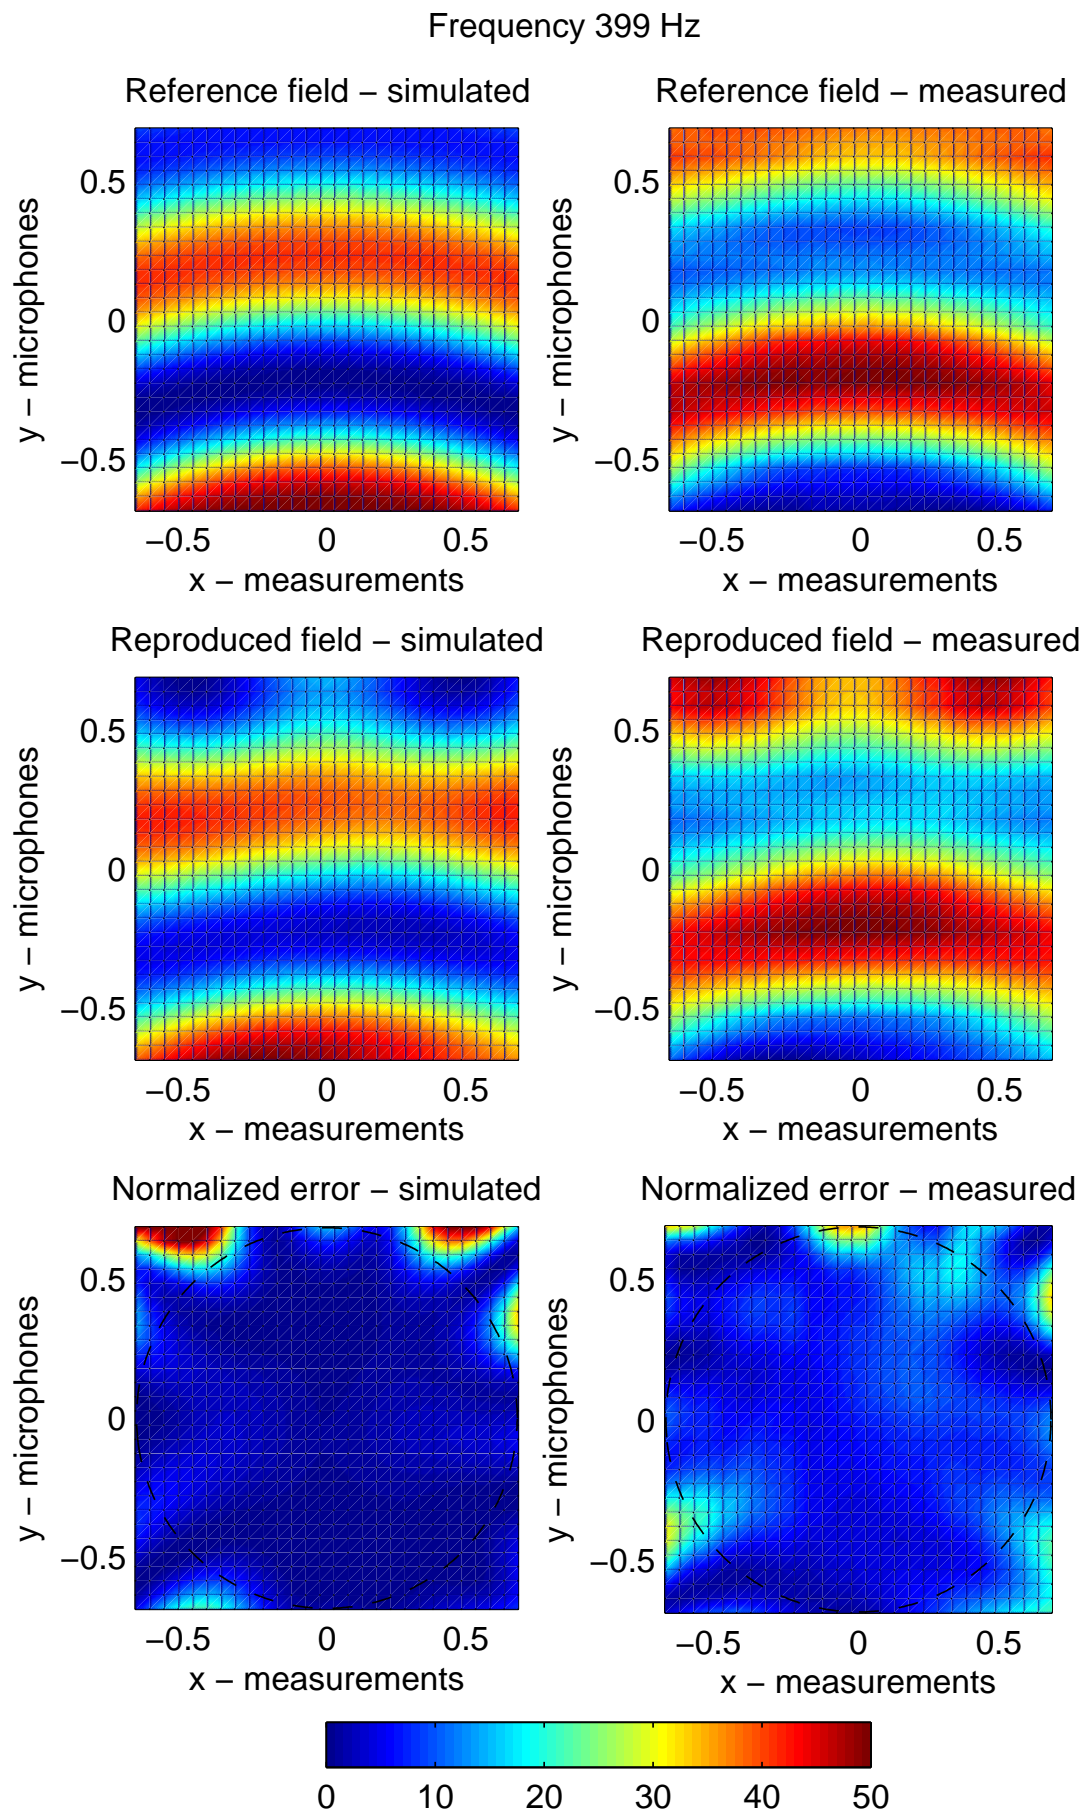 Frequency 399 Hz
Reference field – simulated
y – microphones
0.5
0
−0.5
−0.5 0 0.5
x – measurements
Reference field – measured
y – microphones
0.5
0
−0.5
−0.5 0 0.5
x – measurements
Reproduced field – simulated
y – microphones
0.5
0
−0.5
−0.5 0 0.5
x – measurements
Reproduced field – measured
y – microphones
0.5
0
−0.5
−0.5 0 0.5
x – measurements
Normalized error – simulated
y – microphones
0.5
0
−0.5
−0.5 0 0.5
x – measurements
Normalized error – measured
y – microphones
0.5
0
−0.5
−0.5 0 0.5
x – measurements
0 10 20 30 40 50